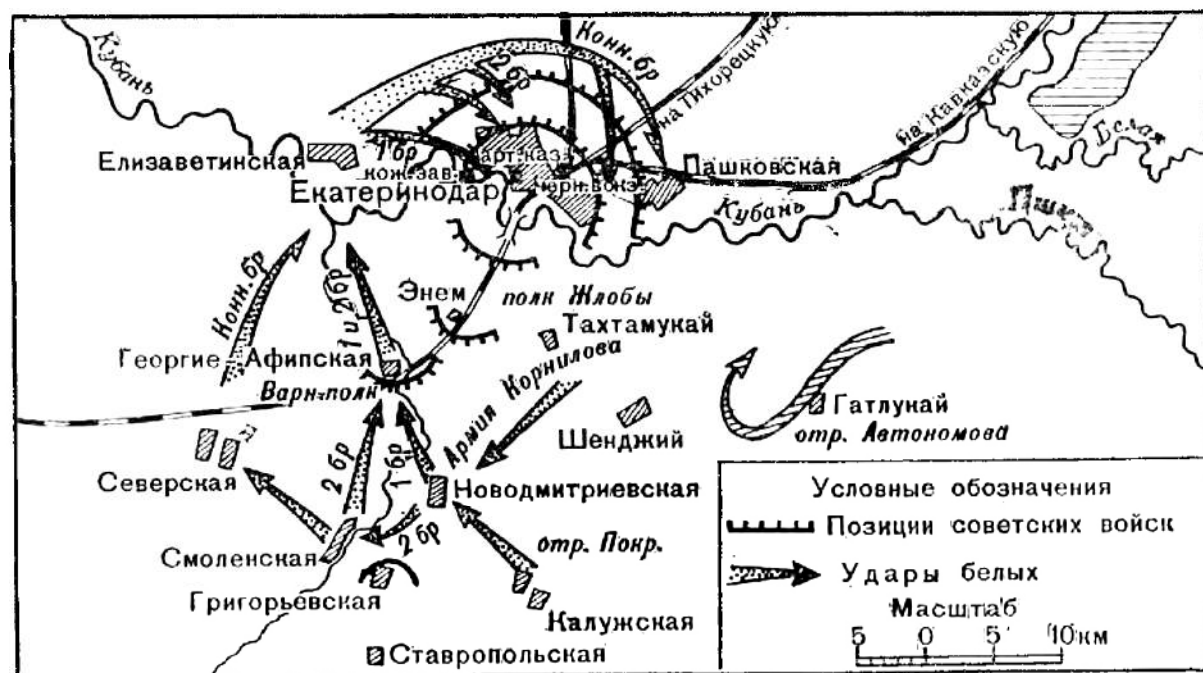 Кубань
Конн. бр
2 бр
на Тихорецкую
на Кавказскую
Белая
Елизаветинская
1 бр
кож. зав.
арт. каз.
Екатеринодар
черн. вокз.
Пашковская
Кубань
Конн. бр
1 и 2 бр
Энем
полк Жлобы
Тахтамукай
Георгие-Афипская
Варн. полк
Армия Корнилова
Шенджий
Гатлукай
отр. Автономова
Северская
2 бр
1 бр
Новодмитриевская
Смоленская
2 бр
отр. Покр.
Григорьевская
Калужская
Ставропольская
Условные обозначения
Позиции советских войск
Удары белых
Масштаб
5 0 5 10 км